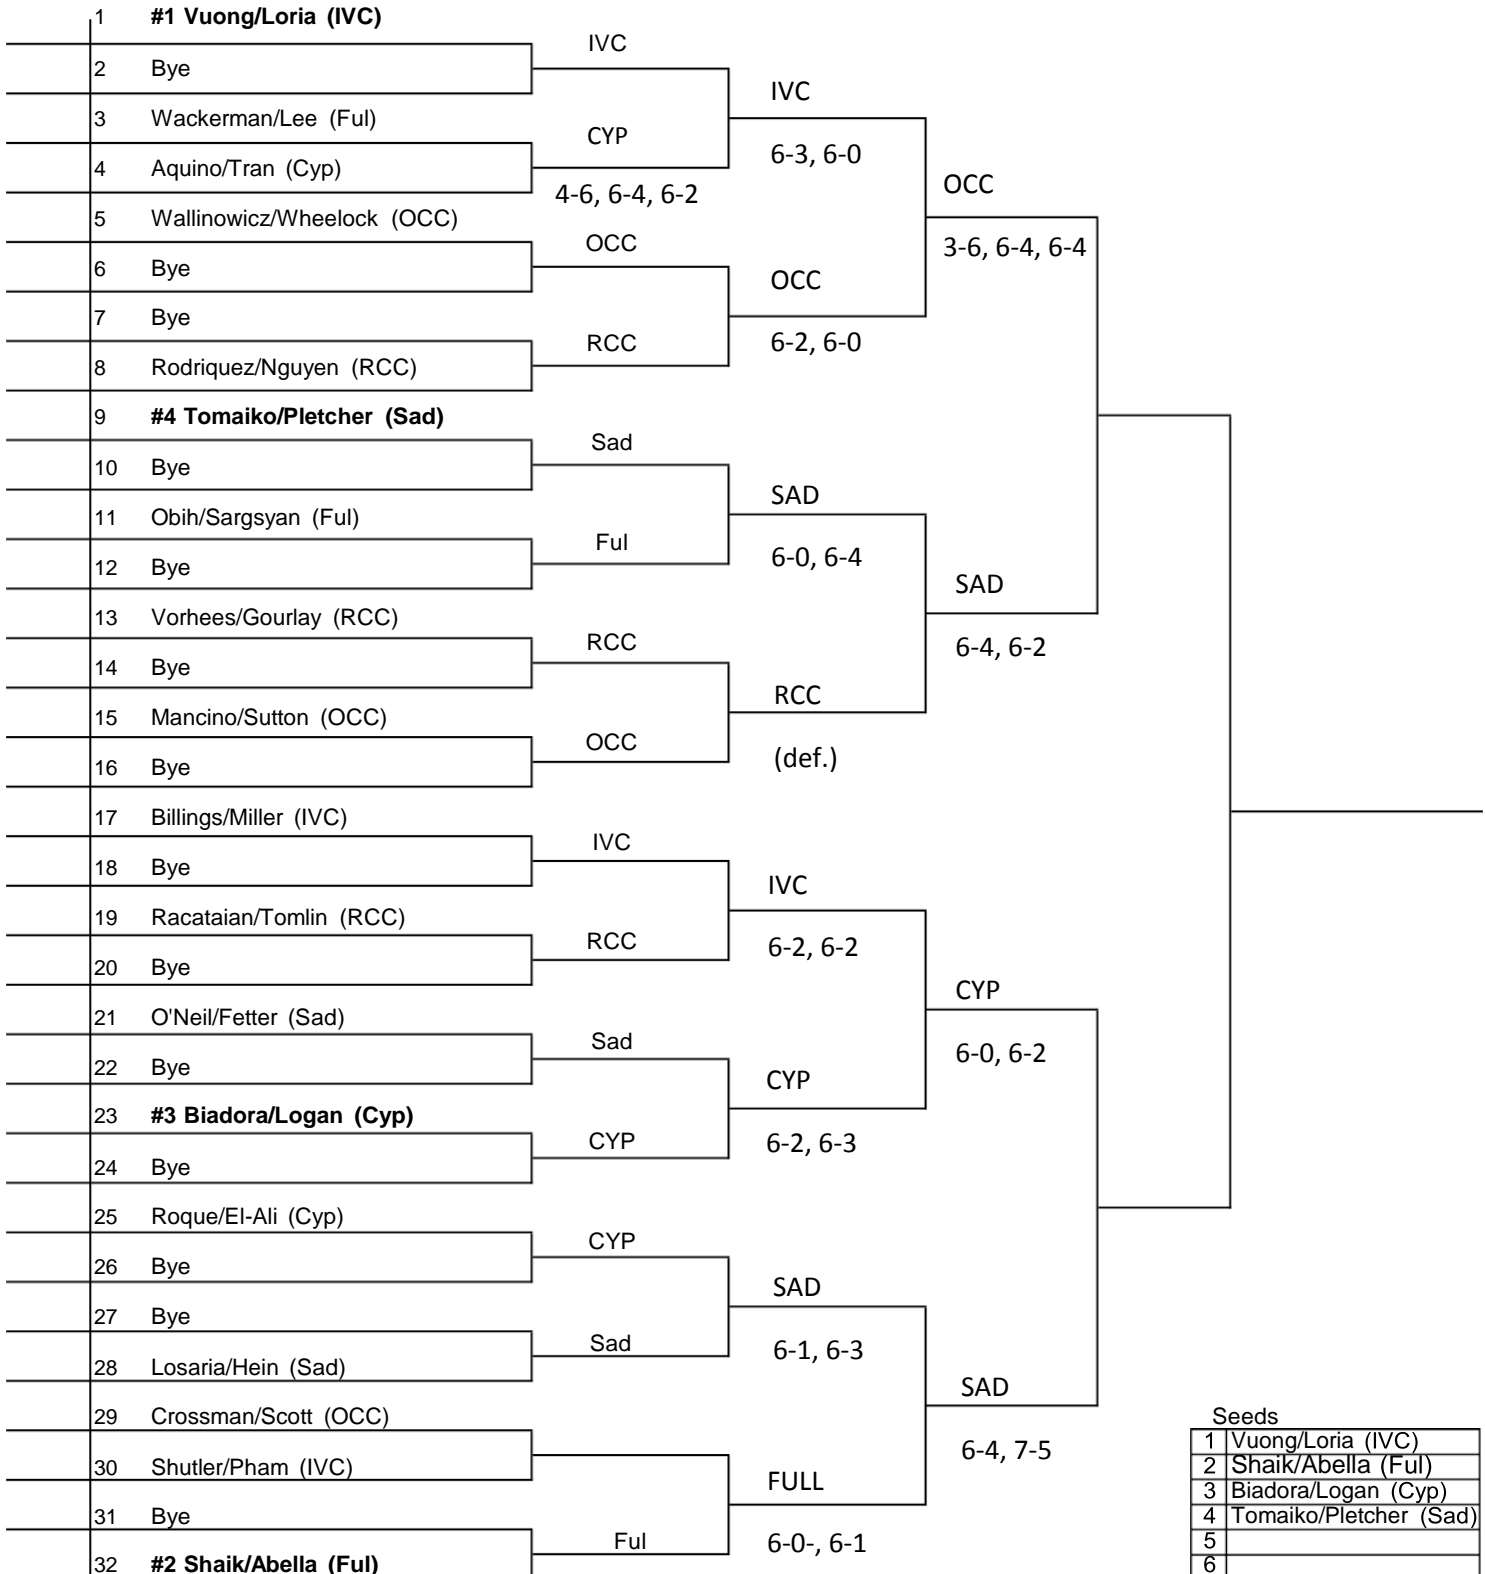 1 #1 Vuong/Loria (IVC)
IVC
2 Bye
IVC
3 Wackerman/Lee (Ful)
CYP
6-3, 6-0
4 Aquino/Tran (Cyp)
4-6, 6-4, 6-2
OCC
5 Wallinowicz/Wheelock (OCC)
OCC
3-6, 6-4, 6-4
6 Bye
OCC
7 Bye
RCC
6-2, 6-0
8 Rodriquez/Nguyen (RCC)
9 #4 Tomaiko/Pletcher (Sad)
Sad
10 Bye
SAD
11 Obih/Sargsyan (Ful)
Ful
6-0, 6-4
12 Bye
SAD
13 Vorhees/Gourlay (RCC)
RCC
6-4, 6-2
14 Bye
RCC
15 Mancino/Sutton (OCC)
OCC
(def.)
16 Bye
17 Billings/Miller (IVC)
IVC
18 Bye
IVC
19 Racataian/Tomlin (RCC)
RCC
6-2, 6-2
20 Bye
CYP
21 O'Neil/Fetter (Sad)
Sad
6-0, 6-2
22 Bye
CYP
23 #3 Biadora/Logan (Cyp)
CYP
6-2, 6-3
24 Bye
25 Roque/El-Ali (Cyp)
CYP
26 Bye
SAD
27 Bye
Sad
6-1, 6-3
28 Losaria/Hein (Sad)
SAD
29 Crossman/Scott (OCC)
6-4, 7-5
30 Shutler/Pham (IVC)
FULL
31 Bye
Ful
6-0-, 6-1
32 #2 Shaik/Abella (Ful)
Seeds
1 Vuong/Loria (IVC)
2 Shaik/Abella (Ful)
3 Biadora/Logan (Cyp)
4 Tomaiko/Pletcher (Sad)
5
6